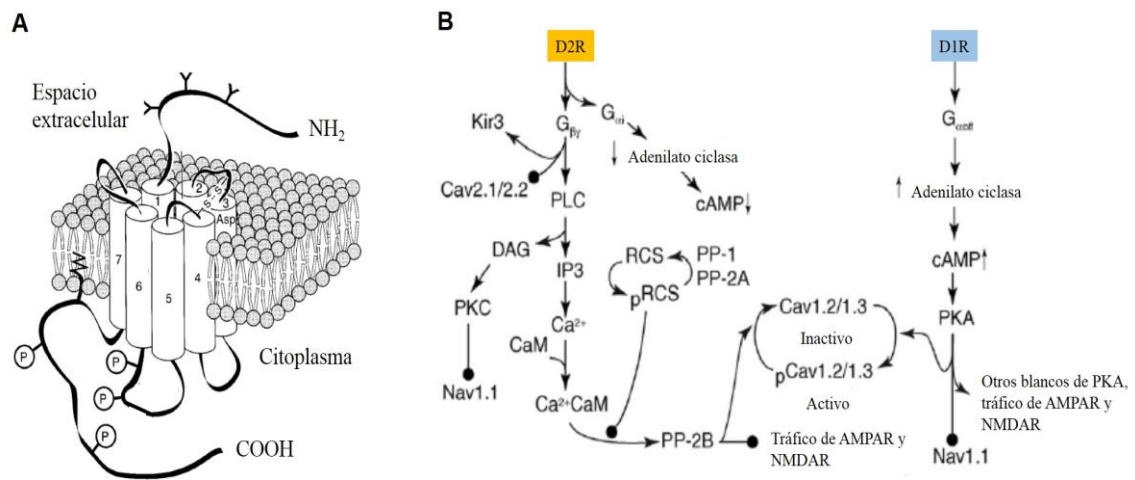 A
Espacio
extracelular
NH₂
1
2
S
S
3
Asp
7
6
5
4
Citoplasma
P
P
P
P
COOH
B
D2R
D1R
Kir3
Gβγ
Gαi
Gαolf
↓ Adenilato ciclasa
↑ Adenilato ciclasa
Cav2.1/2.2
PLC
cAMP↓
cAMP↑
DAG
IP3
RCS
PP-1
PP-2A
pRCS
PKC
Ca²⁺
CaM
Cav1.2/1.3
Inactivo
PKA
pCav1.2/1.3
Activo
Nav1.1
Ca²⁺CaM
PP-2B
Tráfico de AMPAR y
NMDAR
Otros blancos de PKA,
tráfico de AMPAR y
NMDAR
Nav1.1